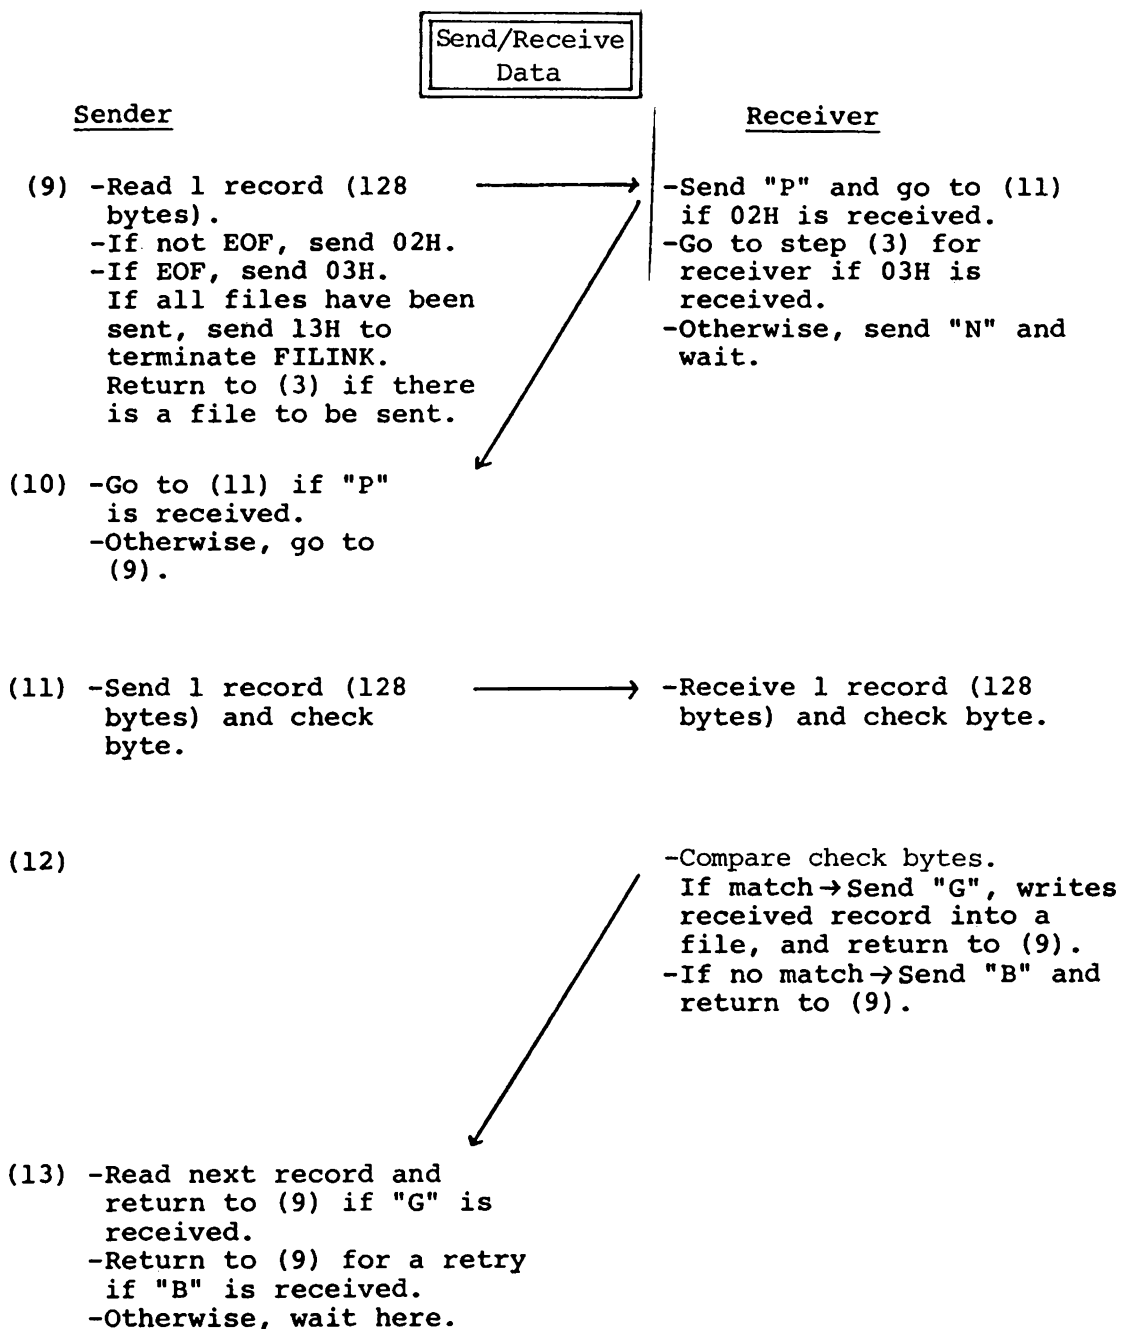 Send/Receive
Data
Sender
Receiver
(9) -Read 1 record (128
bytes).
-If not EOF, send 02H.
-If EOF, send 03H.
If all files have been
sent, send 13H to
terminate FILINK.
Return to (3) if there
is a file to be sent.
-Send "P" and go to (11)
if 02H is received.
-Go to step (3) for
receiver if 03H is
received.
-Otherwise, send "N" and
wait.
(10) -Go to (11) if "P"
is received.
-Otherwise, go to
(9).
(11) -Send 1 record (128
bytes) and check
byte.
-Receive 1 record (128
bytes) and check byte.
(12)
-Compare check bytes.
If match→Send "G", writes
received record into a
file, and return to (9).
-If no match→Send "B" and
return to (9).
(13) -Read next record and
return to (9) if "G" is
received.
-Return to (9) for a retry
if "B" is received.
-Otherwise, wait here.